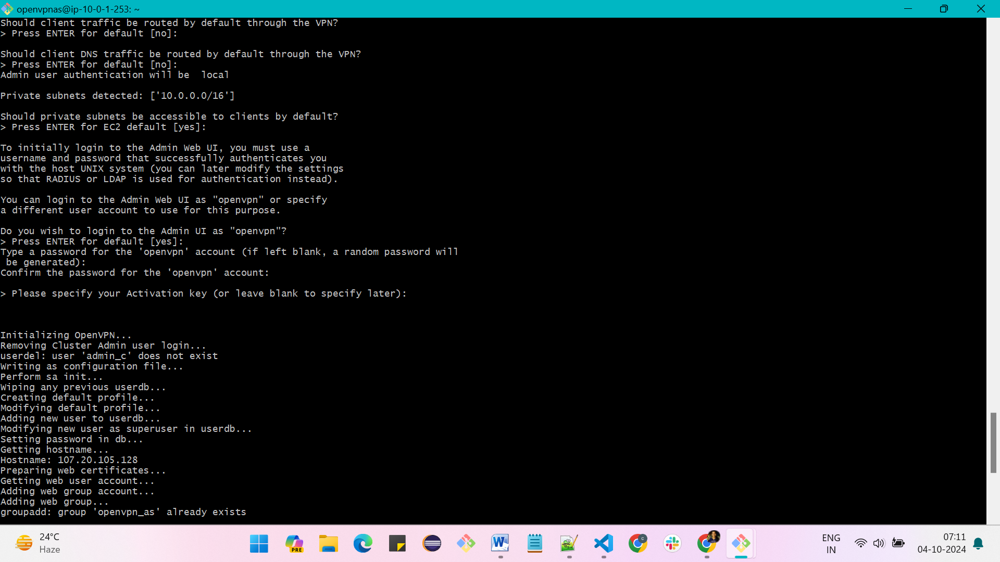 openvpnas@ip-10-0-1-253: ~
Should client traffic be routed by default through the VPN?
> Press ENTER for default [no]:
Should client DNS traffic be routed by default through the VPN?
> Press ENTER for default [no]:
Admin user authentication will be  local
Private subnets detected: ['10.0.0.0/16']
Should private subnets be accessible to clients by default?
> Press ENTER for EC2 default [yes]:
To initially login to the Admin Web UI, you must use a
username and password that successfully authenticates you
with the host UNIX system (you can later modify the settings
so that RADIUS or LDAP is used for authentication instead).
You can login to the Admin Web UI as "openvpn" or specify
a different user account to use for this purpose.
Do you wish to login to the Admin UI as "openvpn"?
> Press ENTER for default [yes]:
Type a password for the 'openvpn' account (if left blank, a random password will
 be generated):
Confirm the password for the 'openvpn' account:
> Please specify your Activation key (or leave blank to specify later):
Initializing OpenVPN...
Removing Cluster Admin user login...
userdel: user 'admin_c' does not exist
Writing as configuration file...
Perform sa init...
Wiping any previous userdb...
Creating default profile...
Modifying default profile...
Adding new user to userdb...
Modifying new user as superuser in userdb...
Setting password in db...
Getting hostname...
Hostname: 107.20.105.128
Preparing web certificates...
Getting web user account...
Adding web group account...
Adding web group...
groupadd: group 'openvpn_as' already exists
24°C
Haze
PRE
W
C
ENG
IN
07:11
04-10-2024